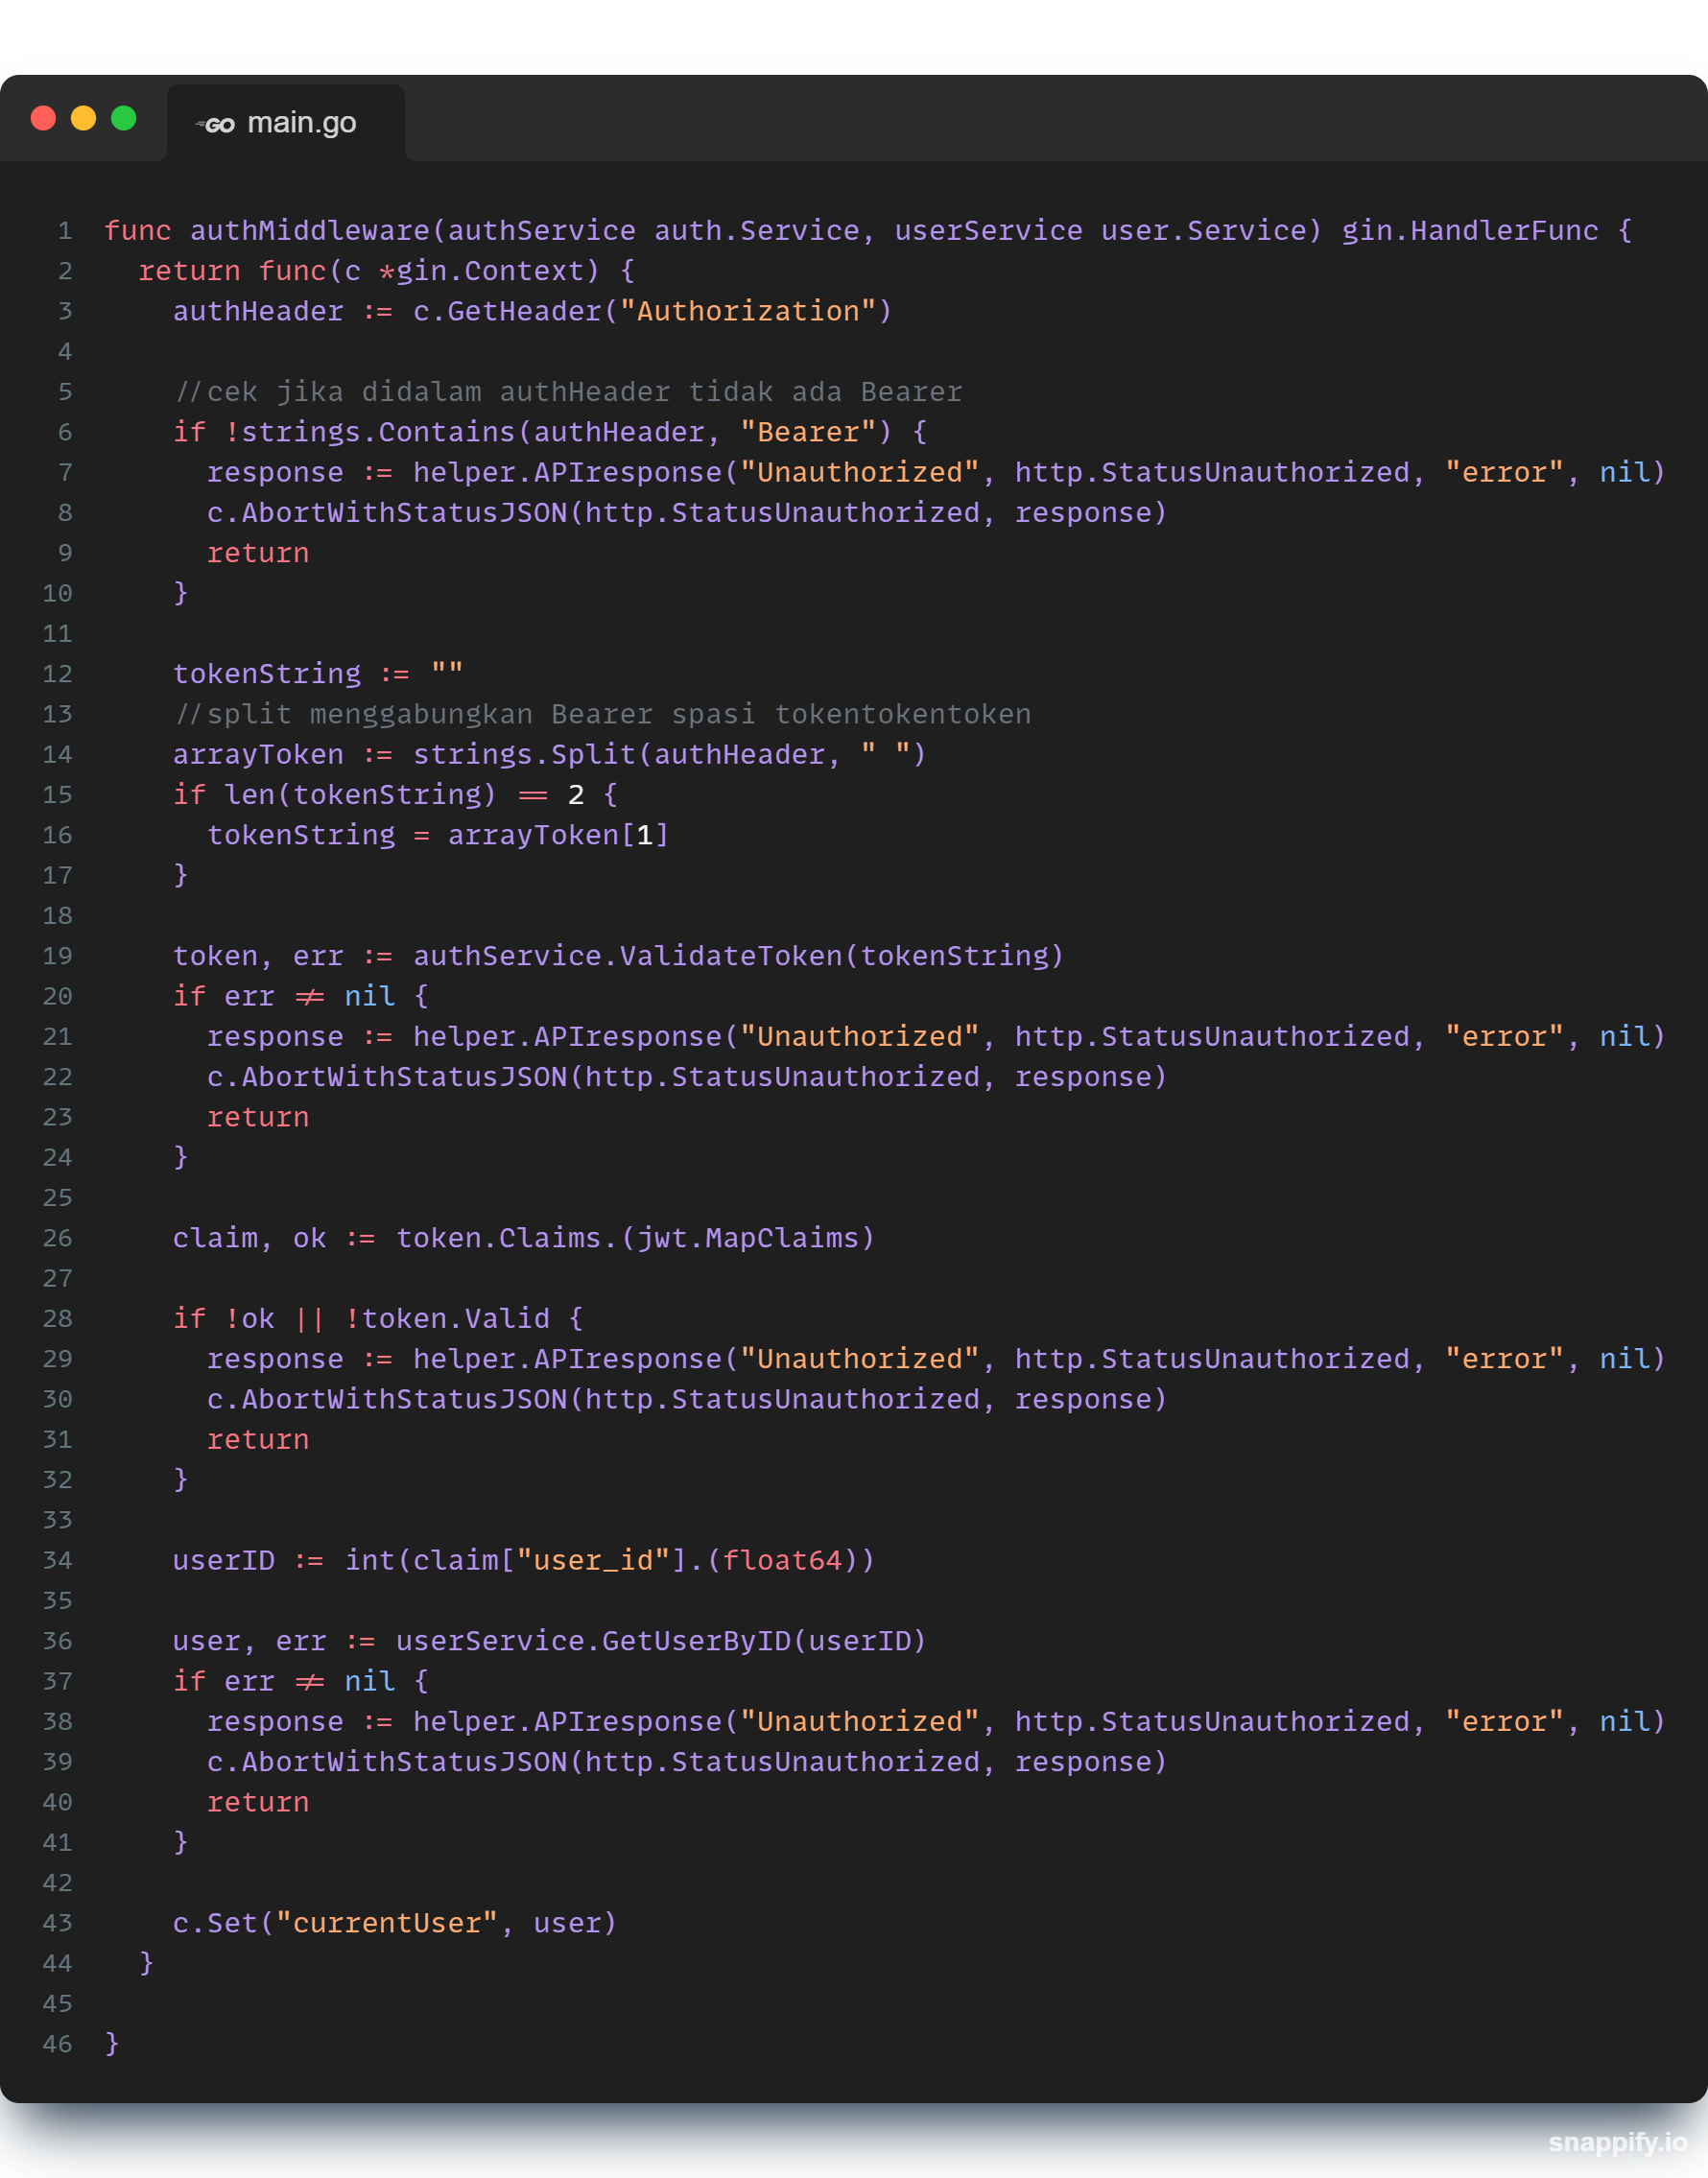 GO main.go
1 func authMiddleware(authService auth.Service, userService user.Service) gin.HandlerFunc {
2   return func(c *gin.Context) {
3     authHeader := c.GetHeader("Authorization")
4
5     //cek jika didalam authHeader tidak ada Bearer
6     if !strings.Contains(authHeader, "Bearer") {
7       response := helper.APIresponse("Unauthorized", http.StatusUnauthorized, "error", nil)
8       c.AbortWithStatusJSON(http.StatusUnauthorized, response)
9       return
10     }
11
12     tokenString := ""
13     //split menggabungkan Bearer spasi tokentokentoken
14     arrayToken := strings.Split(authHeader, " ")
15     if len(tokenString) == 2 {
16       tokenString = arrayToken[1]
17     }
18
19     token, err := authService.ValidateToken(tokenString)
20     if err != nil {
21       response := helper.APIresponse("Unauthorized", http.StatusUnauthorized, "error", nil)
22       c.AbortWithStatusJSON(http.StatusUnauthorized, response)
23       return
24     }
25
26     claim, ok := token.Claims.(jwt.MapClaims)
27
28     if !ok || !token.Valid {
29       response := helper.APIresponse("Unauthorized", http.StatusUnauthorized, "error", nil)
30       c.AbortWithStatusJSON(http.StatusUnauthorized, response)
31       return
32     }
33
34     userID := int(claim["user_id"].(float64))
35
36     user, err := userService.GetUserByID(userID)
37     if err != nil {
38       response := helper.APIresponse("Unauthorized", http.StatusUnauthorized, "error", nil)
39       c.AbortWithStatusJSON(http.StatusUnauthorized, response)
40       return
41     }
42
43     c.Set("currentUser", user)
44   }
45
46 }
snappify.io